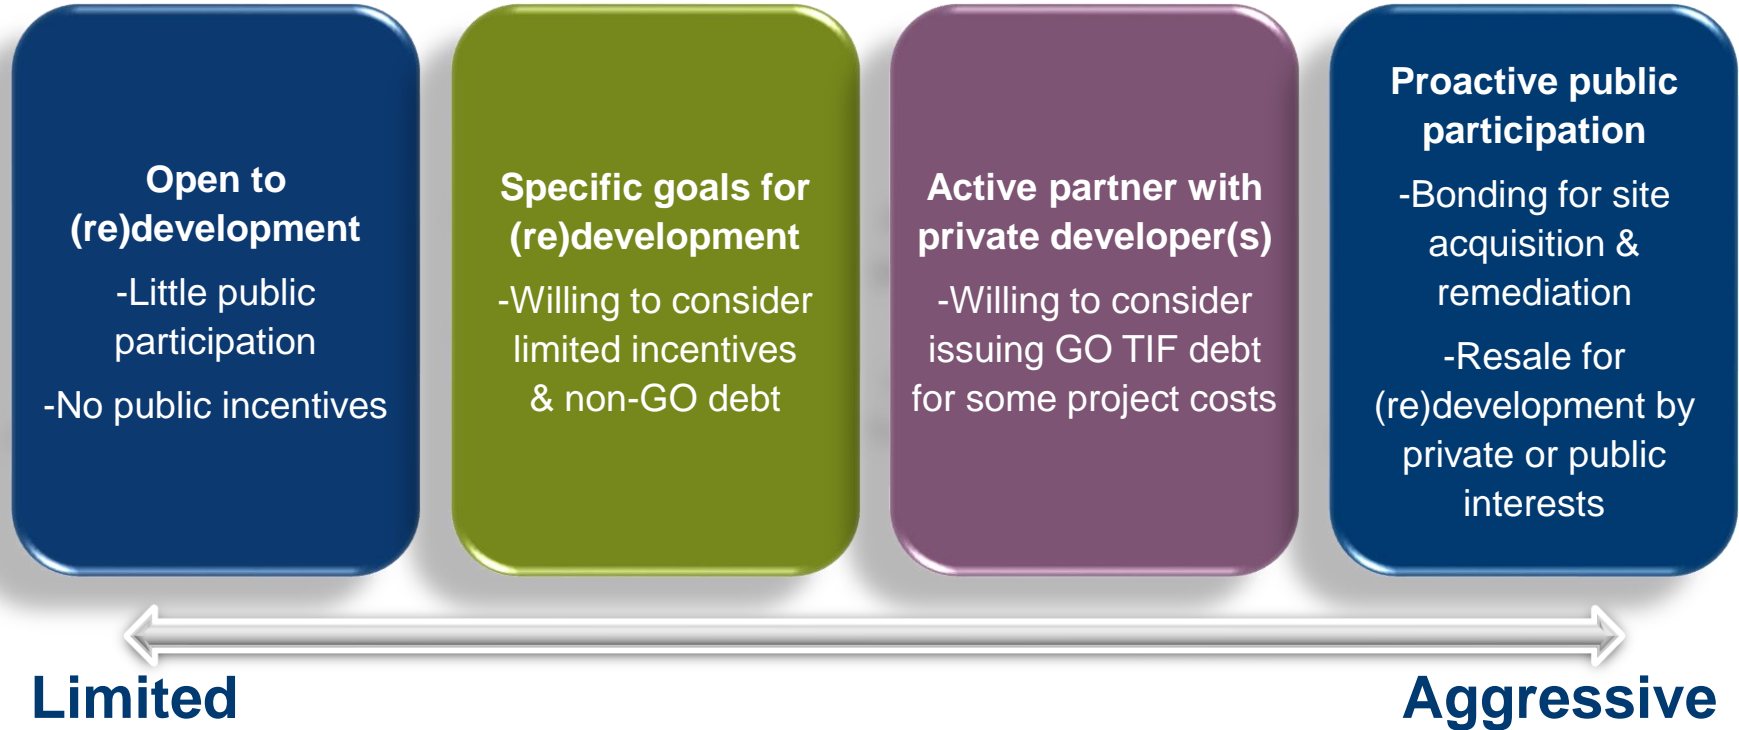 Open to
(re)development
-Little public
participation
-No public incentives
Specific goals for
(re)development
-Willing to consider
limited incentives
& non-GO debt
Active partner with
private developer(s)
-Willing to consider
issuing GO TIF debt
for some project costs
Proactive public
participation
-Bonding for site
acquisition &
remediation
-Resale for
(re)development by
private or public
interests
Limited
Aggressive